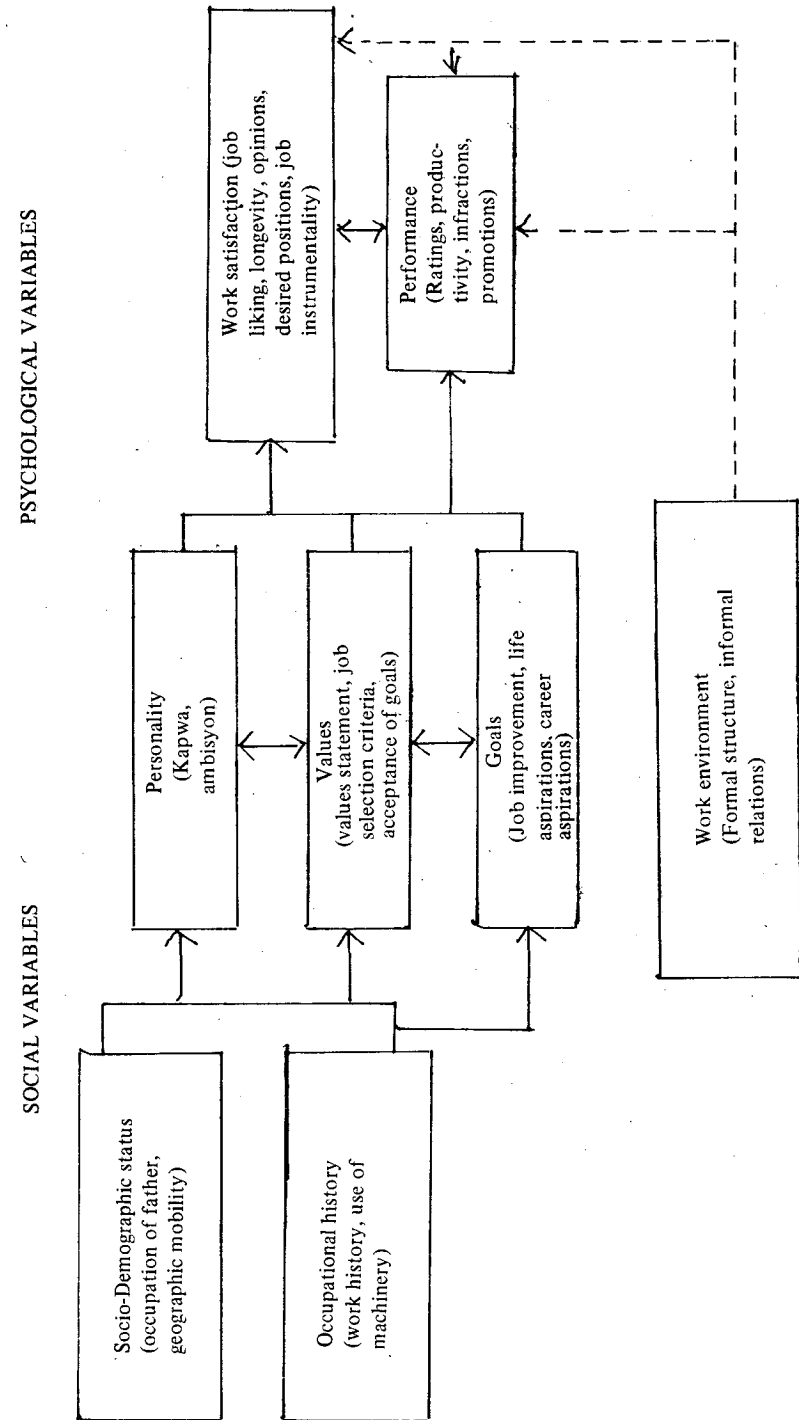 SOCIAL VARIABLES
PSYCHOLOGICAL VARIABLES
Socio-Demographic status
(occupation of father,
geographic mobility)
Occupational history
(work history, use of
machinery)
Personality
(Kapwa,
ambisyon)
Values
(values statement, job
selection criteria,
acceptance of goals)
Goals
(Job improvement, life
aspirations, career
aspirations)
Work satisfaction (job
liking, longevity, opinions,
desired positions, job
instrumentality)
Performance
(Ratings, produc-
tivity, infractions,
promotions)
Work environment
(Formal structure, informal
relations)